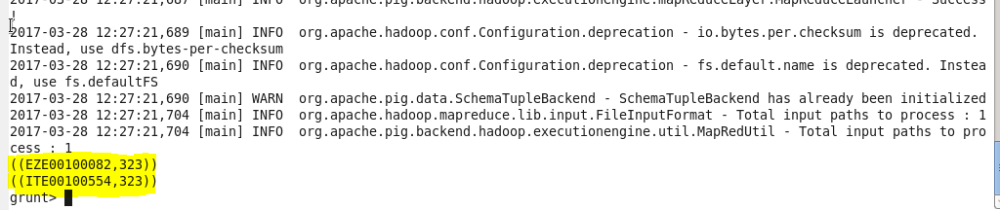 2017-03-28 12:27:21,687 [main] INFO  org.apache.pig.backend.hadoop.executionengine.mapReduceLayer.MapReduceLauncher - Success
!
2017-03-28 12:27:21,689 [main] INFO  org.apache.hadoop.conf.Configuration.deprecation - io.bytes.per.checksum is deprecated.
Instead, use dfs.bytes-per-checksum
2017-03-28 12:27:21,690 [main] INFO  org.apache.hadoop.conf.Configuration.deprecation - fs.default.name is deprecated. Instea
d, use fs.defaultFS
2017-03-28 12:27:21,690 [main] WARN  org.apache.pig.data.SchemaTupleBackend - SchemaTupleBackend has already been initialized
2017-03-28 12:27:21,704 [main] INFO  org.apache.hadoop.mapreduce.lib.input.FileInputFormat - Total input paths to process : 1
2017-03-28 12:27:21,704 [main] INFO  org.apache.pig.backend.hadoop.executionengine.util.MapRedUtil - Total input paths to pro
cess : 1
((EZE00100082,323))
((ITE00100554,323))
grunt>